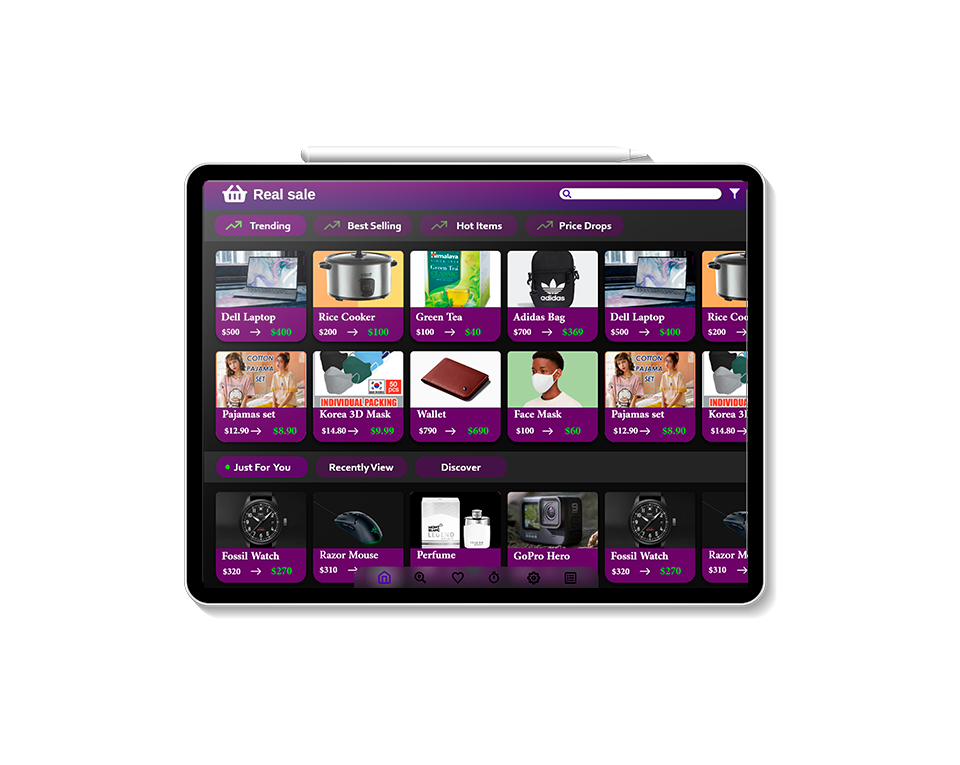 Real sale
Trending Best Selling Hot Items Price Drops
Himalaya
Green Tea
adidas
Dell Laptop Rice Cooker Green Tea Adidas Bag Dell Laptop Rice Coo
$500 → $400 $200 → $100 $100 → $40 $700 → $369 $500 → $400 $200 →
COTTON PAJAMA SET
50 pcs
INDIVIDUAL PACKING
COTTON PAJAMA SET
INDIVIDU
Pajamas set Korea 3D Mask Wallet Face Mask Pajamas set Korea 3D
$12.90 → $8.90 $14.80 → $9.99 $790 → $690 $100 → $60 $12.90 → $8.90 $14.80 →
Just For You Recently View Discover
MONT
BLANC
LEGEND
9
Fossil Watch Razor Mouse Perfume GoPro Hero Fossil Watch Razor M
$320 → $270 $310 → $320 → $270 $310 →